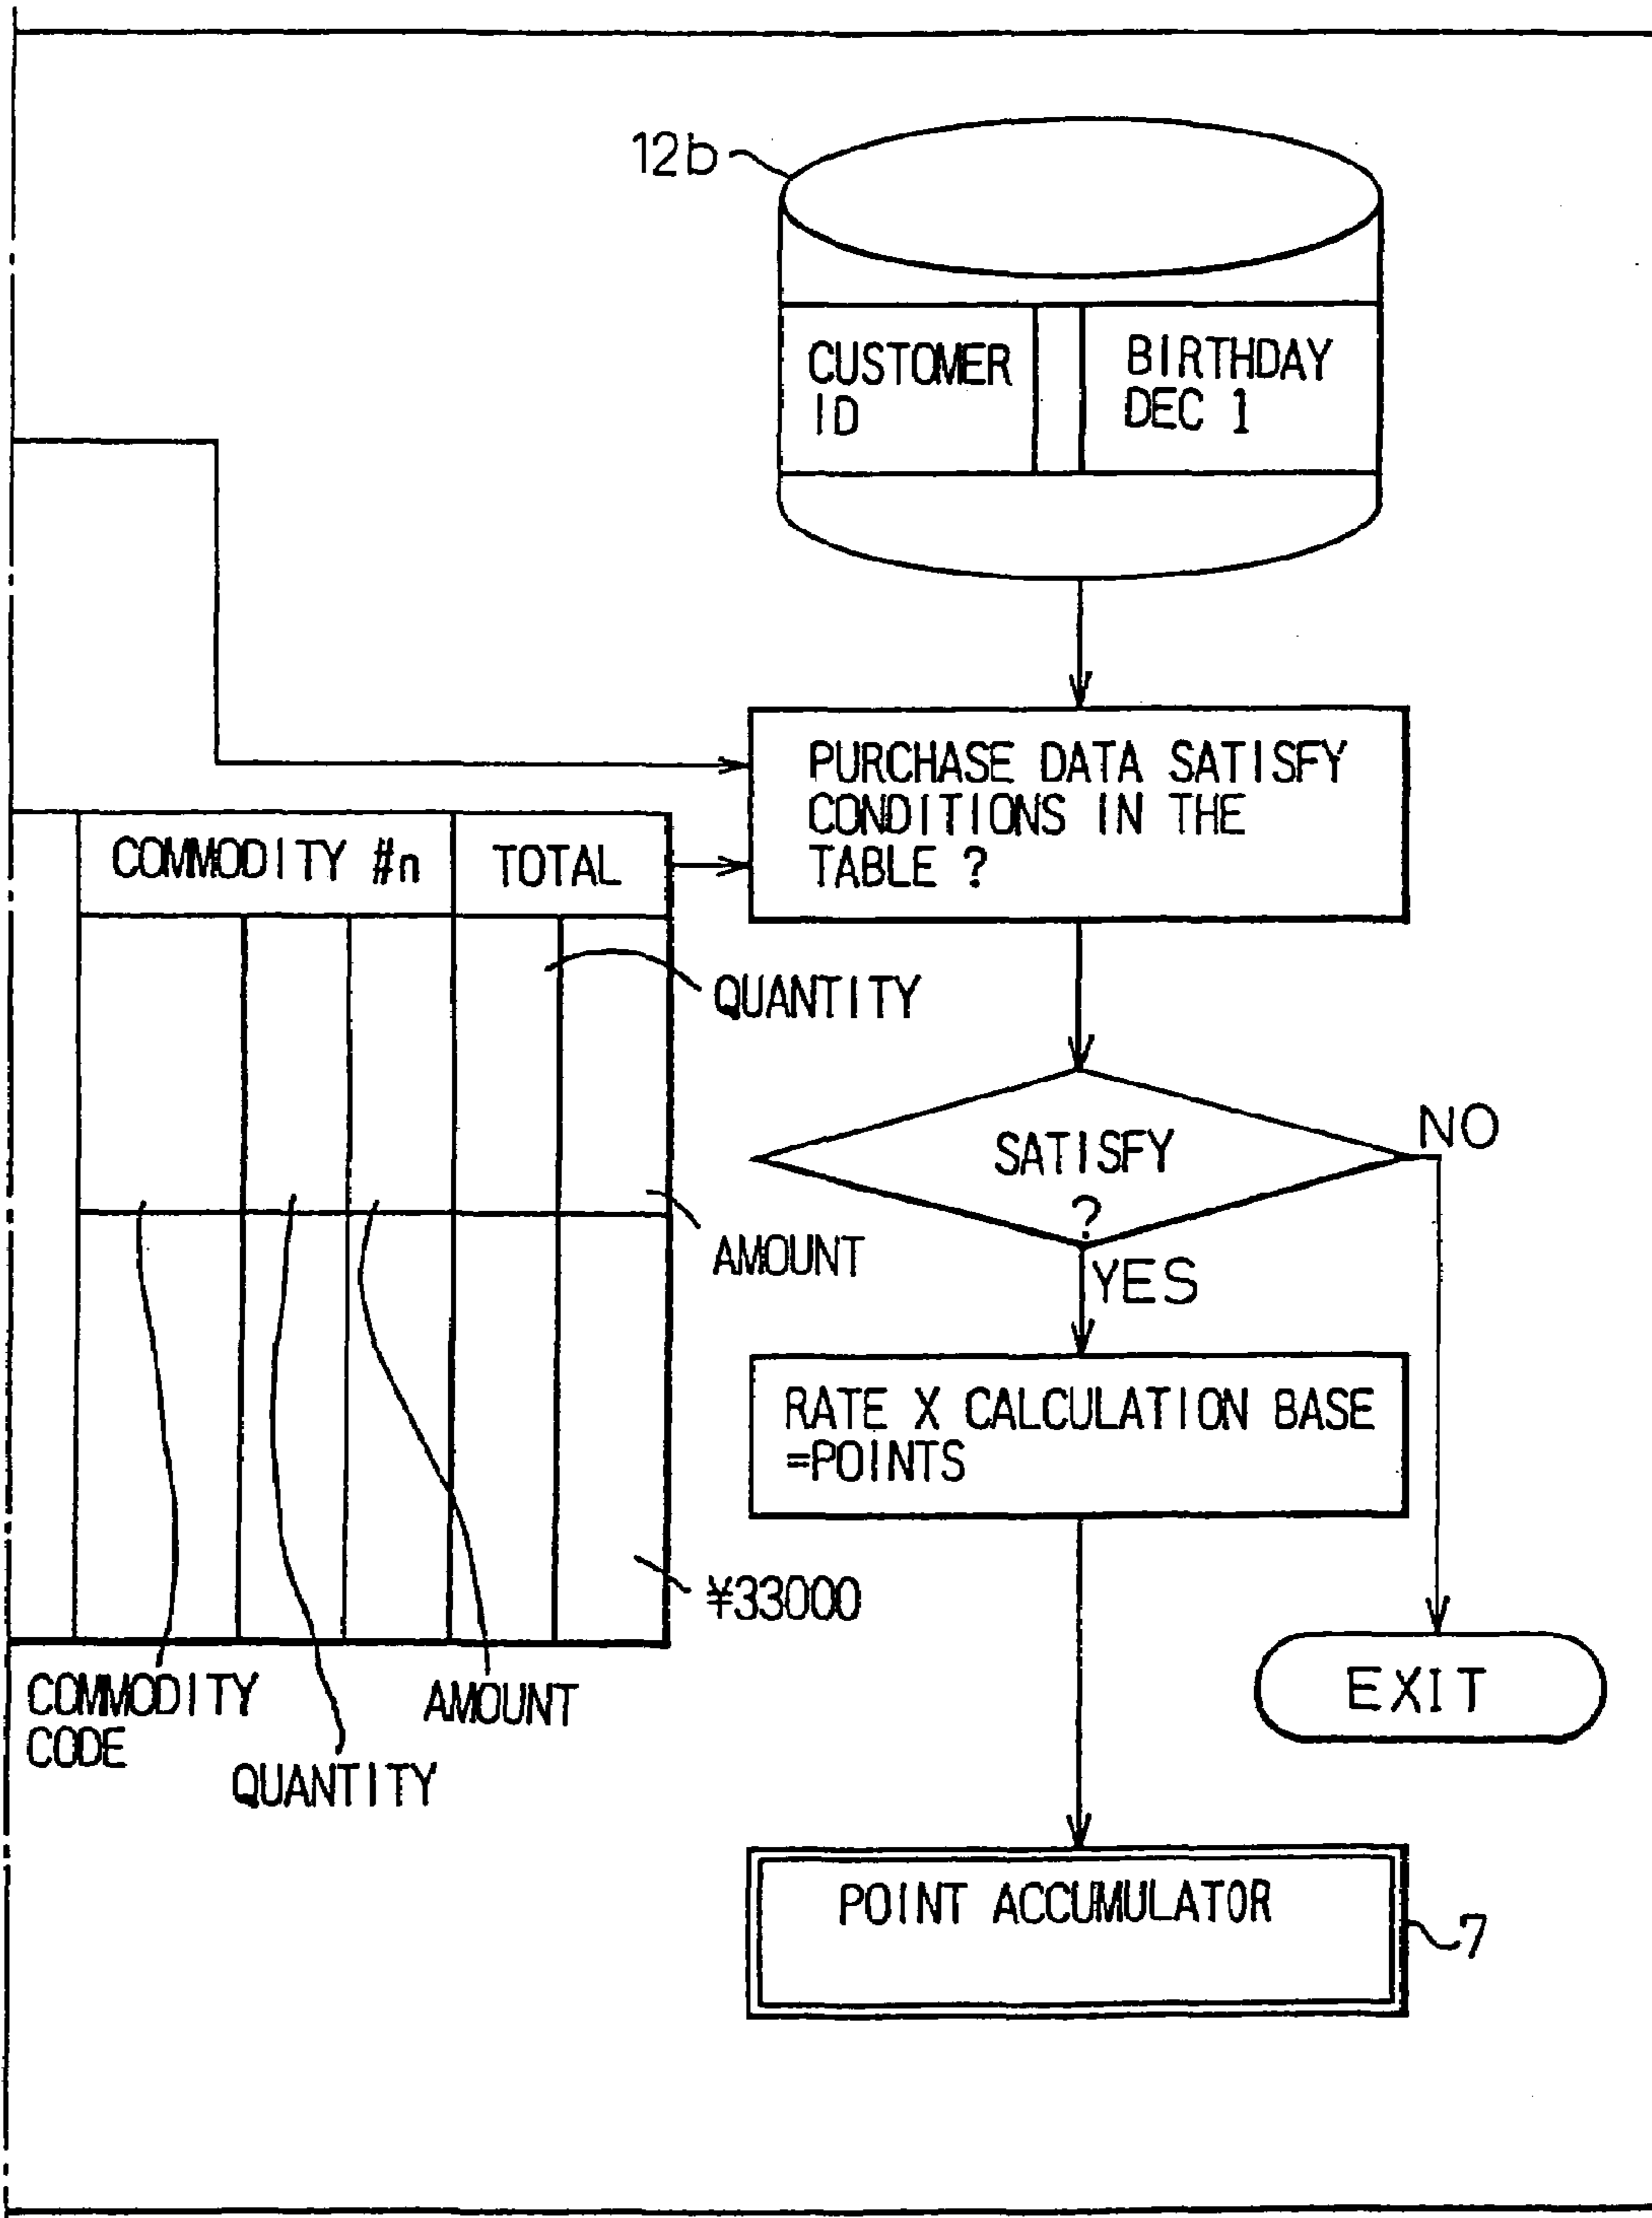 12b
CUSTOMER
ID
BIRTHDAY
DEC 1
PURCHASE DATA SATISFY
CONDITIONS IN THE
TABLE ?
COMMODITY #n
TOTAL
QUANTITY
SATISFY
?
NO
AMOUNT
YES
RATE X CALCULATION BASE
=POINTS
¥33000
COMMODITY
CODE
QUANTITY
AMOUNT
EXIT
POINT ACCUMULATOR
7